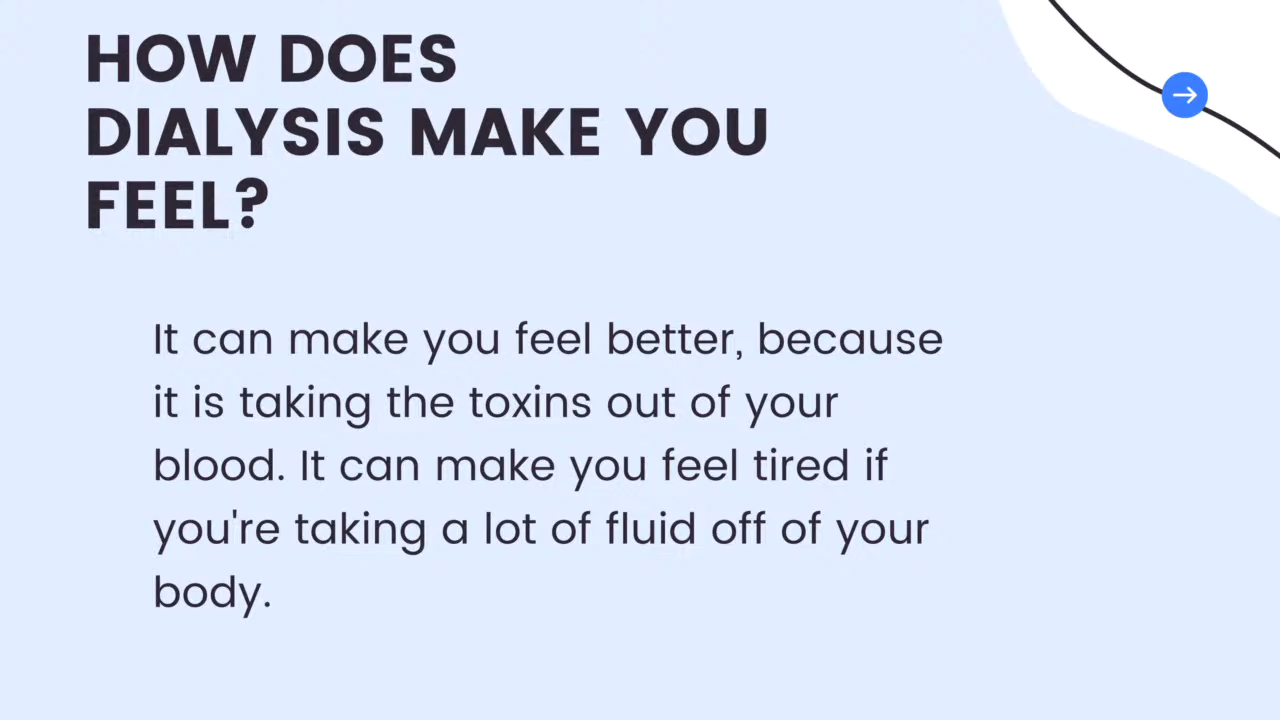 HOW DOES
DIALYSIS MAKE YOU
FEEL?
It can make you feel better, because
it is taking the toxins out of your
blood. It can make you feel tired if
you're taking a lot of fluid off of your
body.